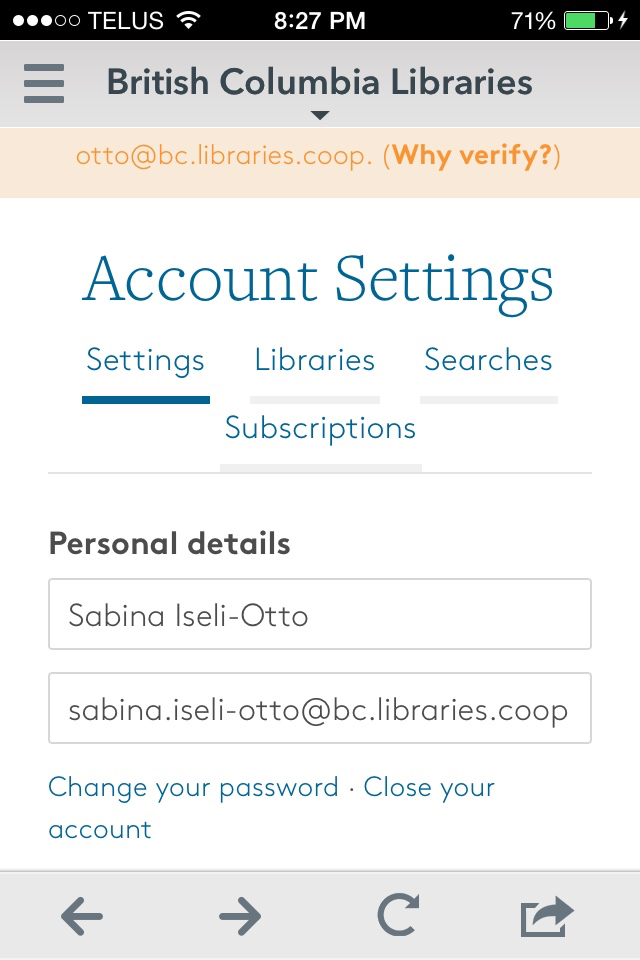 TELUS 8:27 PM 71%
British Columbia Libraries
otto@bc.libraries.coop. (Why verify?)
Account Settings
Settings Libraries Searches
Subscriptions
Personal details
Sabina Iseli-Otto
sabina.iseli-otto@bc.libraries.coop
Change your password · Close your
account